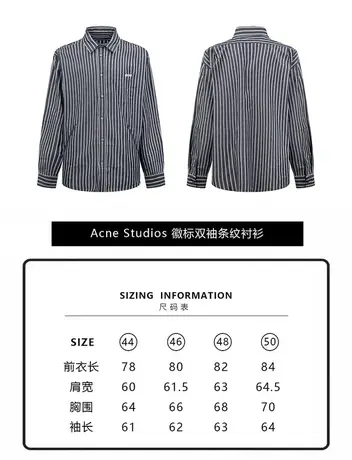 Acne Studios 徽标双袖条纹衬衫
SIZING INFORMATION
尺码表
SIZE 44 46 48 50
前衣长 78 80 82 84
肩宽 60 61.5 63 64.5
胸围 64 66 68 70
袖长 61 62 63 64